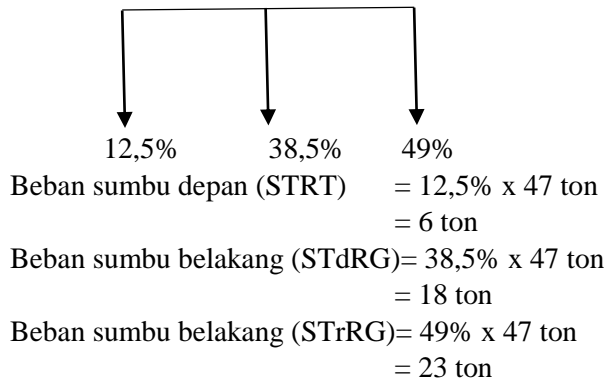 12,5% 38,5% 49%
Beban sumbu depan (STRT) = 12,5% x 47 ton
= 6 ton
Beban sumbu belakang (STdRG)= 38,5% x 47 ton
= 18 ton
Beban sumbu belakang (STrRG)= 49% x 47 ton
= 23 ton